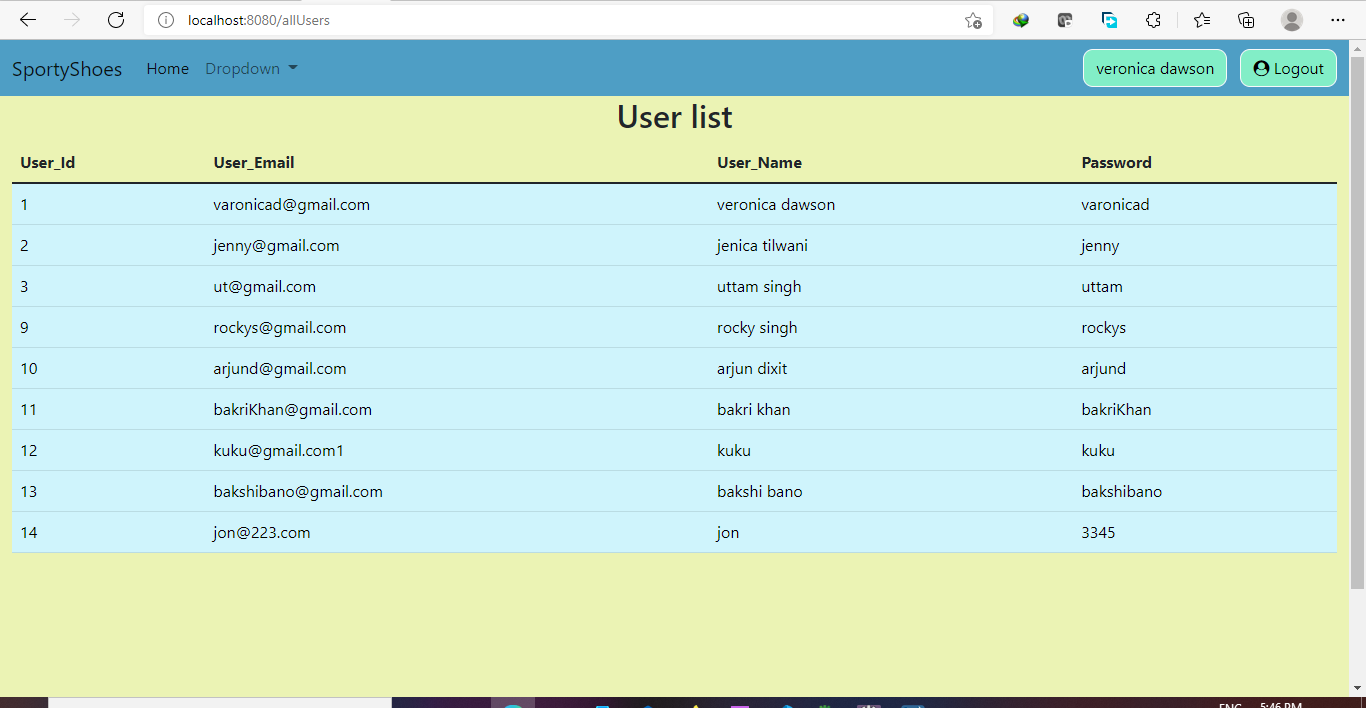 localhost:8080/allUsers
SportyShoes Home Dropdown veronica dawson Logout
User list
User_Id User_Email User_Name Password
1 varonicad@gmail.com veronica dawson varonicad
2 jenny@gmail.com jenica tilwani jenny
3 ut@gmail.com uttam singh uttam
9 rockys@gmail.com rocky singh rockys
10 arjund@gmail.com arjun dixit arjund
11 bakriKhan@gmail.com bakri khan bakriKhan
12 kuku@gmail.com1 kuku kuku
13 bakshibano@gmail.com bakshi bano bakshibano
14 jon@223.com jon 3345
ENG 5:46 PM